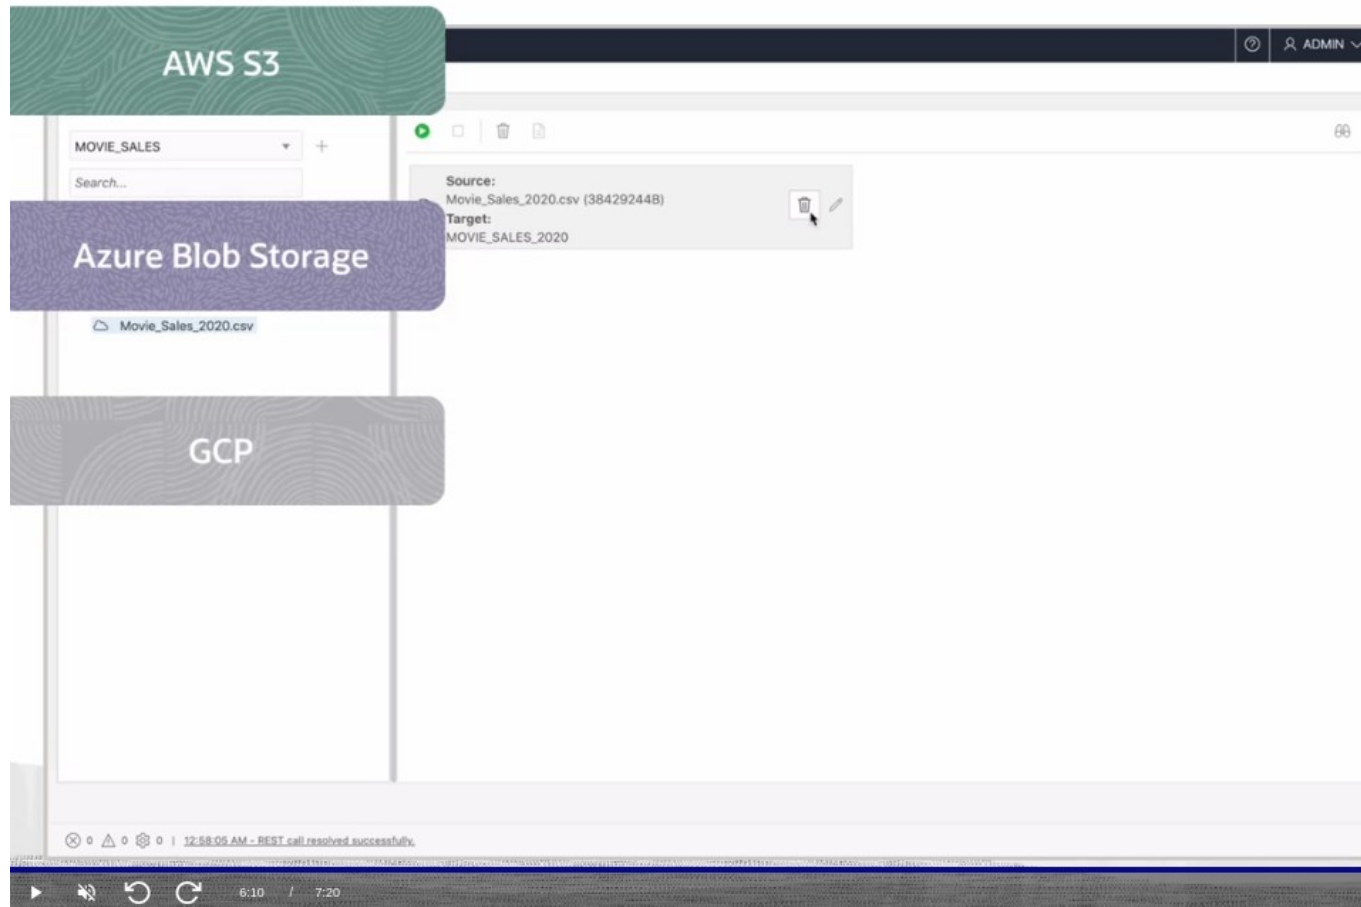 AWS S3
ADMIN
MOVIE_SALES
Search...
Source:
Movie_Sales_2020.csv (38429244B)
Target:
MOVIE_SALES_2020
Azure Blob Storage
Movie_Sales_2020.csv
GCP
0 0 0 | 12:58:05 AM - REST call resolved successfully.
6:10 / 7:20